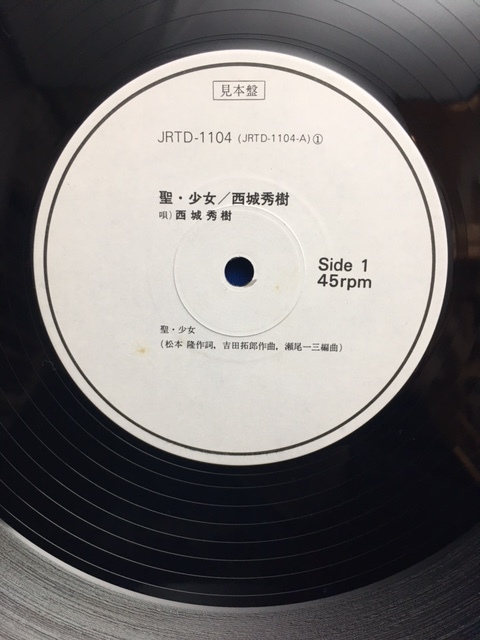 見本盤
JRTD-1104 (JRTD-1104-A)①
聖・少女／西城秀樹
唄）西城秀樹
Side 1
45rpm
聖・少女
（松本 隆作詞，吉田拓郎作曲，瀬尾一三編曲）